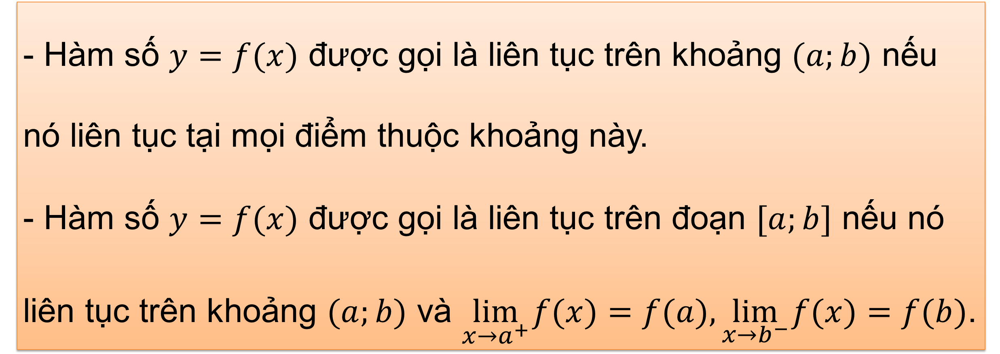 - Hàm số y = f(x) được gọi là liên tục trên khoảng (a; b) nếu
nó liên tục tại mọi điểm thuộc khoảng này.
- Hàm số y = f(x) được gọi là liên tục trên đoạn [a; b] nếu nó
liên tục trên khoảng (a; b) và lim_{x→a⁺} f(x) = f(a), lim_{x→b⁻} f(x) = f(b).